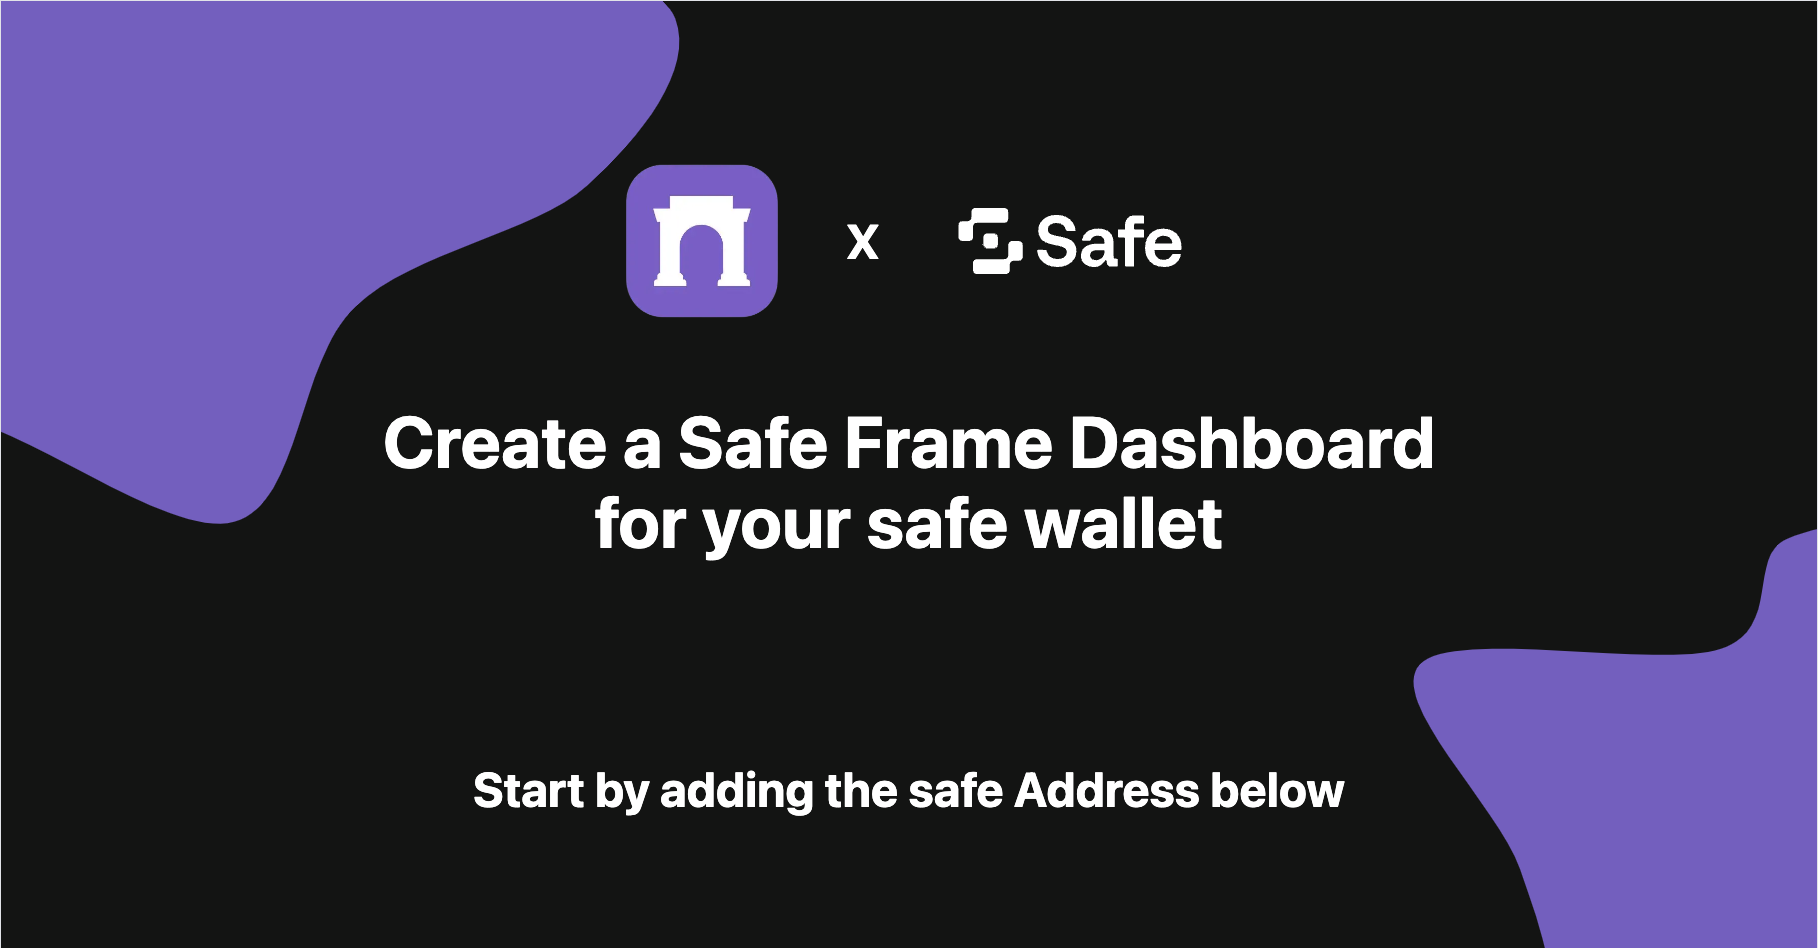 x Safe
Create a Safe Frame Dashboard
for your safe wallet
Start by adding the safe Address below